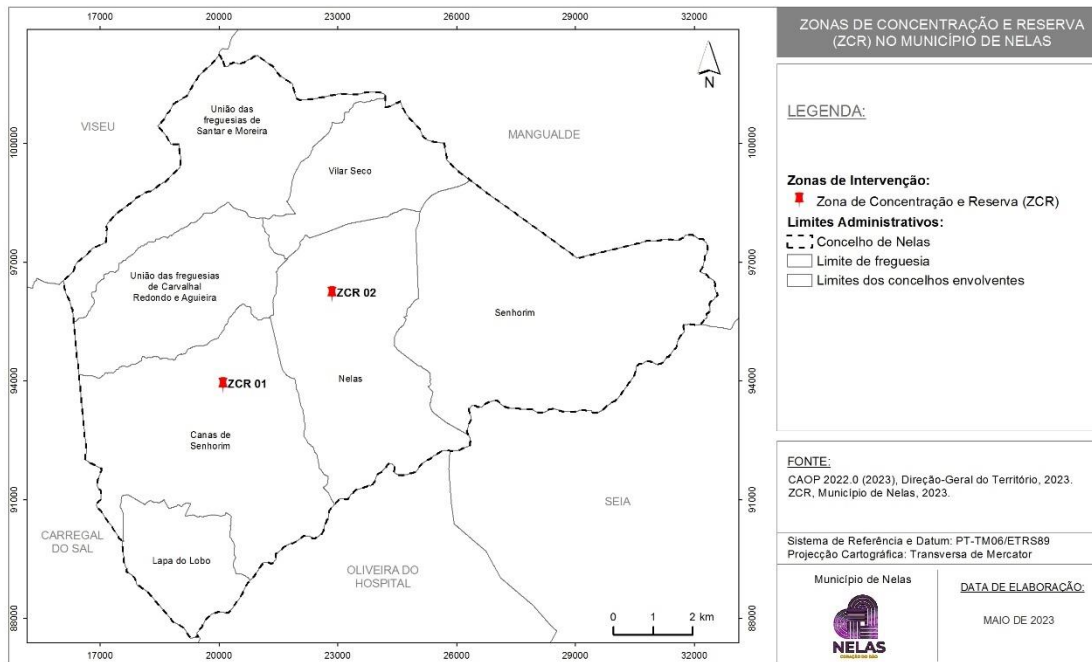 17000 20000 23000 26000 29000 32000
ZONAS DE CONCENTRAÇÃO E RESERVA
(ZCR) NO MUNICÍPIO DE NELAS
N
VISEU
MANGUALDE
União das
freguesias de
Santar e Moreira
Vilar Seco
União das freguesias
de Carvalhal
Redondo e Aguieira
ZCR 02
Senhorim
ZCR 01
Nelas
Canas de
Senhorim
SEIA
CARREGAL
DO SAL
Lapa do Lobo
OLIVEIRA DO
HOSPITAL
0 1 2 km
100000
97000
94000
91000
88000
100000
97000
94000
91000
88000
17000 20000 23000 26000 29000 32000
LEGENDA:
Zonas de Intervenção:
Zona de Concentração e Reserva (ZCR)
Limites Administrativos:
Concelho de Nelas
Limite de freguesia
Limites dos concelhos envolventes
FONTE:
CAOP 2022.0 (2023), Direção-Geral do Território, 2023.
ZCR, Município de Nelas, 2023.
Sistema de Referência e Datum: PT-TM06/ETRS89
Projecção Cartográfica: Transversa de Mercator
Município de Nelas
NELAS
CORAÇÃO DO DÃO
DATA DE ELABORAÇÃO:
MAIO DE 2023